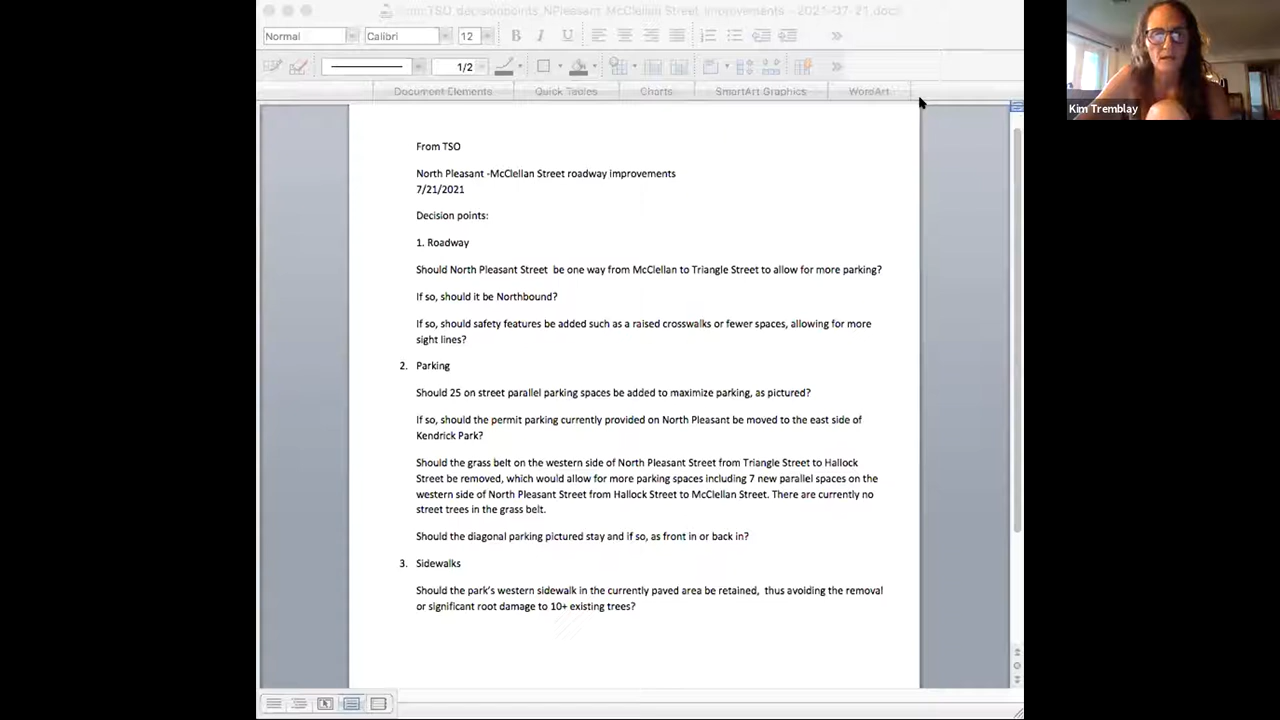 TSO decisionpoints NPleasant McClellan Street improvements - 2021-07-21.docx
Normal
Calibri
12
B I U
1/2
Document Elements
Quick Tables
Charts
SmartArt Graphics
WordArt
Kim Tremblay
From TSO
North Pleasant -McClellan Street roadway improvements
7/21/2021
Decision points:
1. Roadway
Should North Pleasant Street be one way from McClellan to Triangle Street to allow for more parking?
If so, should it be Northbound?
If so, should safety features be added such as a raised crosswalks or fewer spaces, allowing for more
sight lines?
2. Parking
Should 25 on street parallel parking spaces be added to maximize parking, as pictured?
If so, should the permit parking currently provided on North Pleasant be moved to the east side of
Kendrick Park?
Should the grass belt on the western side of North Pleasant Street from Triangle Street to Hallock
Street be removed, which would allow for more parking spaces including 7 new parallel spaces on the
western side of North Pleasant Street from Hallock Street to McClellan Street. There are currently no
street trees in the grass belt.
Should the diagonal parking pictured stay and if so, as front in or back in?
3. Sidewalks
Should the park's western sidewalk in the currently paved area be retained, thus avoiding the removal
or significant root damage to 10+ existing trees?